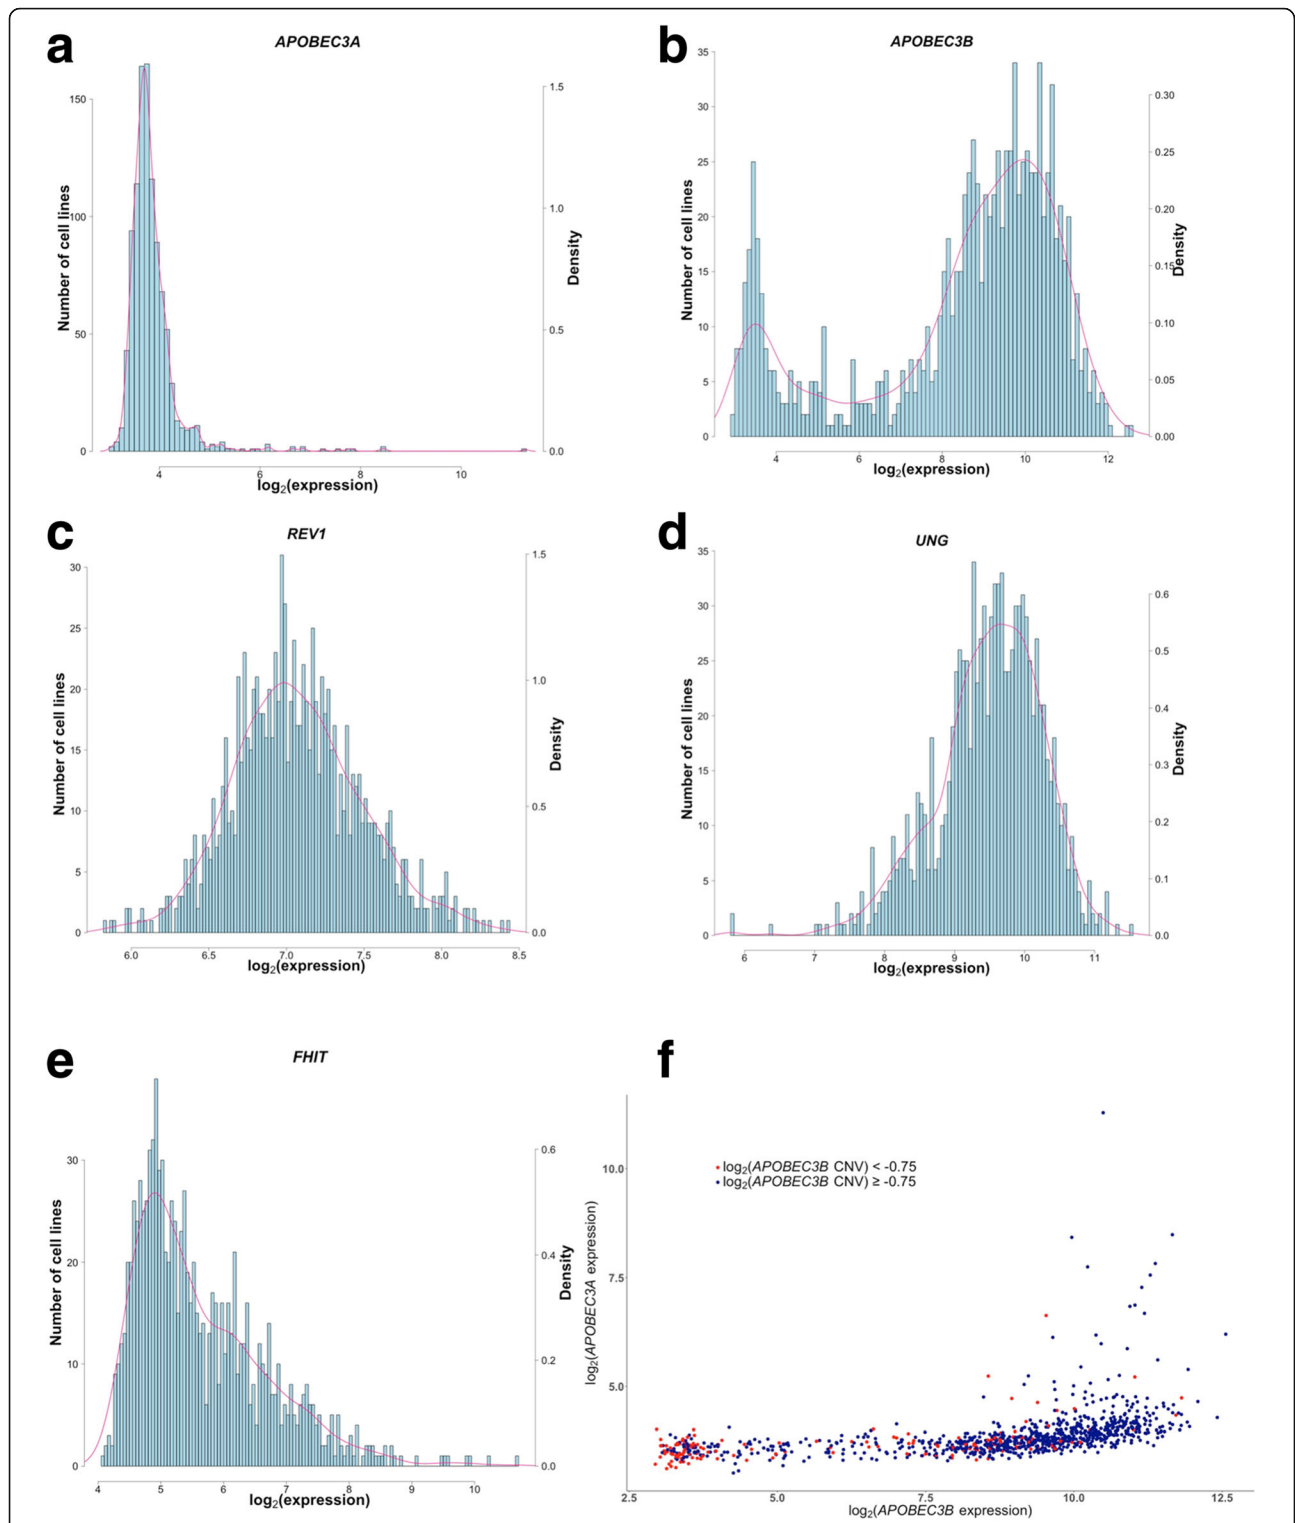 a
APOBEC3A
150
100
50
0
Number of cell lines
1.5
1.0
0.5
0.0
Density
4 6 8 10
log2(expression)
b
APOBEC3B
35
30
25
20
15
10
5
0
Number of cell lines
0.30
0.25
0.20
0.15
0.10
0.05
0.00
Density
4 6 8 10 12
log2(expression)
c
REV1
30
25
20
15
10
5
0
Number of cell lines
1.5
1.0
0.5
0.0
Density
6.0 6.5 7.0 7.5 8.0 8.5
log2(expression)
d
UNG
35
30
25
20
15
10
5
0
Number of cell lines
0.6
0.5
0.4
0.3
0.2
0.1
0.0
Density
6 7 8 9 10 11
log2(expression)
e
FHIT
30
20
10
0
Number of cell lines
0.6
0.4
0.2
0.0
Density
4 5 6 7 8 9 10
log2(expression)
f
log2(APOBEC3B CNV) < -0.75
log2(APOBEC3B CNV) ≥ -0.75
10.0
7.5
5.0
log2(APOBEC3A expression)
2.5 5.0 7.5 10.0 12.5
log2(APOBEC3B expression)